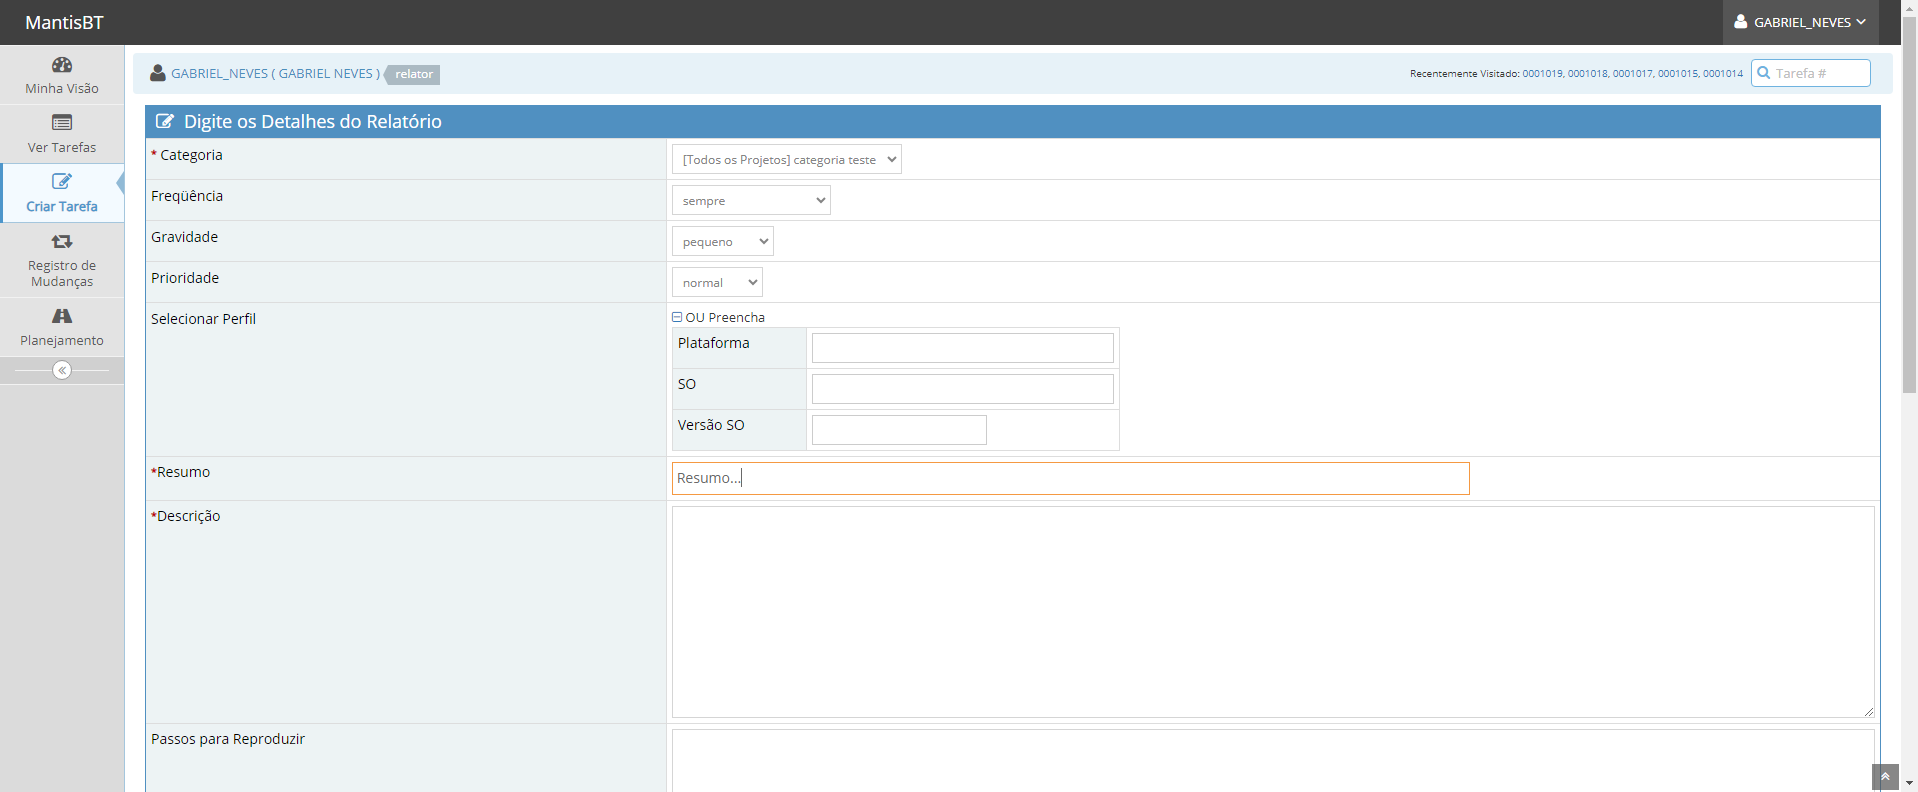 MantisBT
GABRIEL_NEVES
Minha Visão
Ver Tarefas
Criar Tarefa
Registro de
Mudanças
Planejamento
GABRIEL_NEVES ( GABRIEL NEVES ) relator
Recentemente Visitado: 0001019, 0001018, 0001017, 0001015, 0001014
Tarefa #
Digite os Detalhes do Relatório
* Categoria
[Todos os Projetos] categoria teste
Freqüência
sempre
Gravidade
pequeno
Prioridade
normal
Selecionar Perfil
OU Preencha
Plataforma
SO
Versão SO
*Resumo
Resumo...
*Descrição
Passos para Reproduzir